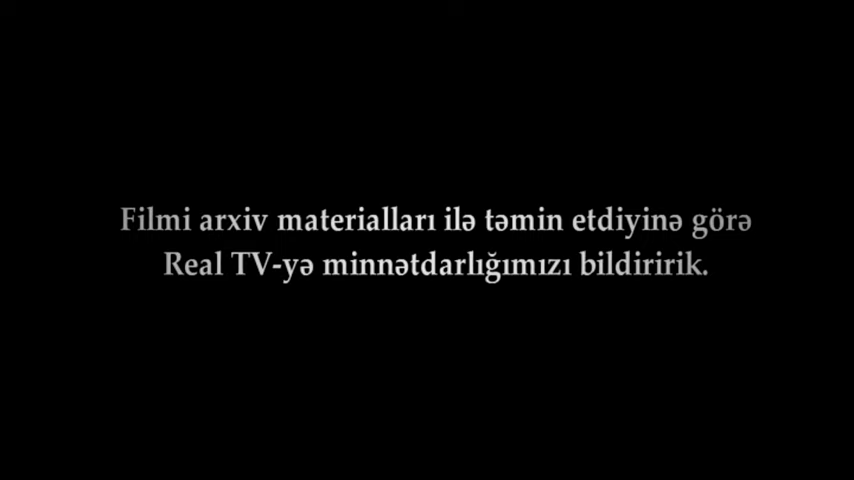 Filmi arxiv materialları ilə təmin etdiyinə görə
Real TV-yə minnətdarlığımızı bildiririk.